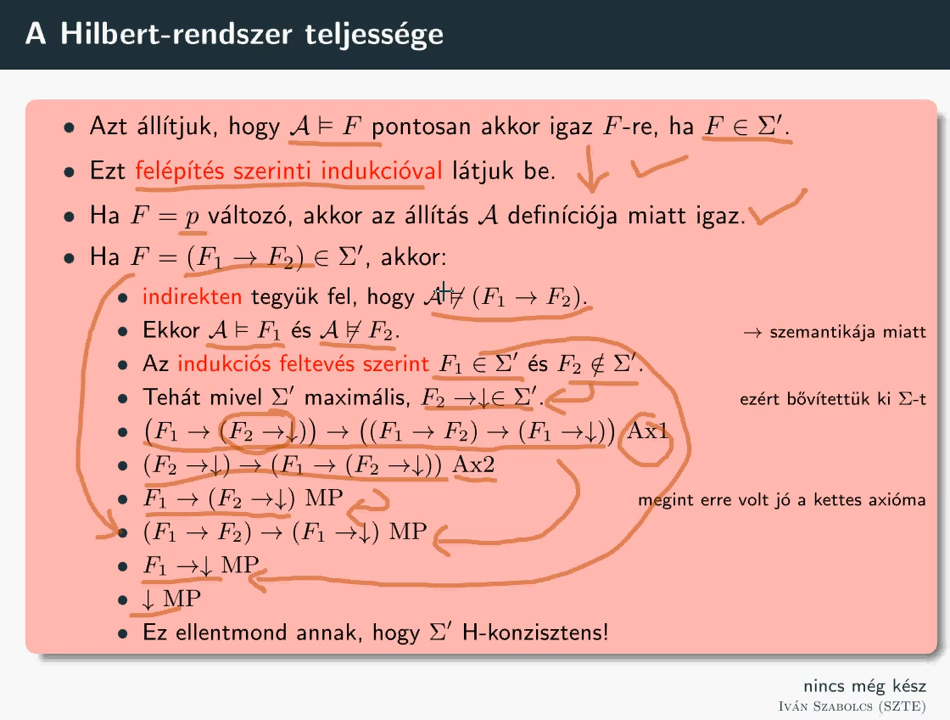 A Hilbert-rendszer teljessége
• Azt állítjuk, hogy 𝒜 ⊨ F pontosan akkor igaz F-re, ha F ∈ Σ′.
• Ezt felépítés szerinti indukcióval látjuk be.
• Ha F = p változó, akkor az állítás 𝒜 definíciója miatt igaz.
• Ha F = (F₁ → F₂) ∈ Σ′, akkor:
• indirekten tegyük fel, hogy 𝒜 ⊭ (F₁ → F₂).
• Ekkor 𝒜 ⊨ F₁ és 𝒜 ⊭ F₂. → szemantikája miatt
• Az indukciós feltevés szerint F₁ ∈ Σ′ és F₂ ∉ Σ′.
• Tehát mivel Σ′ maximális, F₂ →↓∈ Σ′. ezért bővítettük ki Σ-t
• (F₁ → (F₂ →↓)) → ((F₁ → F₂) → (F₁ →↓)) Ax1
• (F₂ →↓) → (F₁ → (F₂ →↓)) Ax2
• F₁ → (F₂ →↓) MP megint erre volt jó a kettes axióma
• (F₁ → F₂) → (F₁ →↓) MP
• F₁ →↓ MP
• ↓ MP
• Ez ellentmond annak, hogy Σ′ H-konzisztens!
nincs még kész
Iván Szabolcs (SZTE)